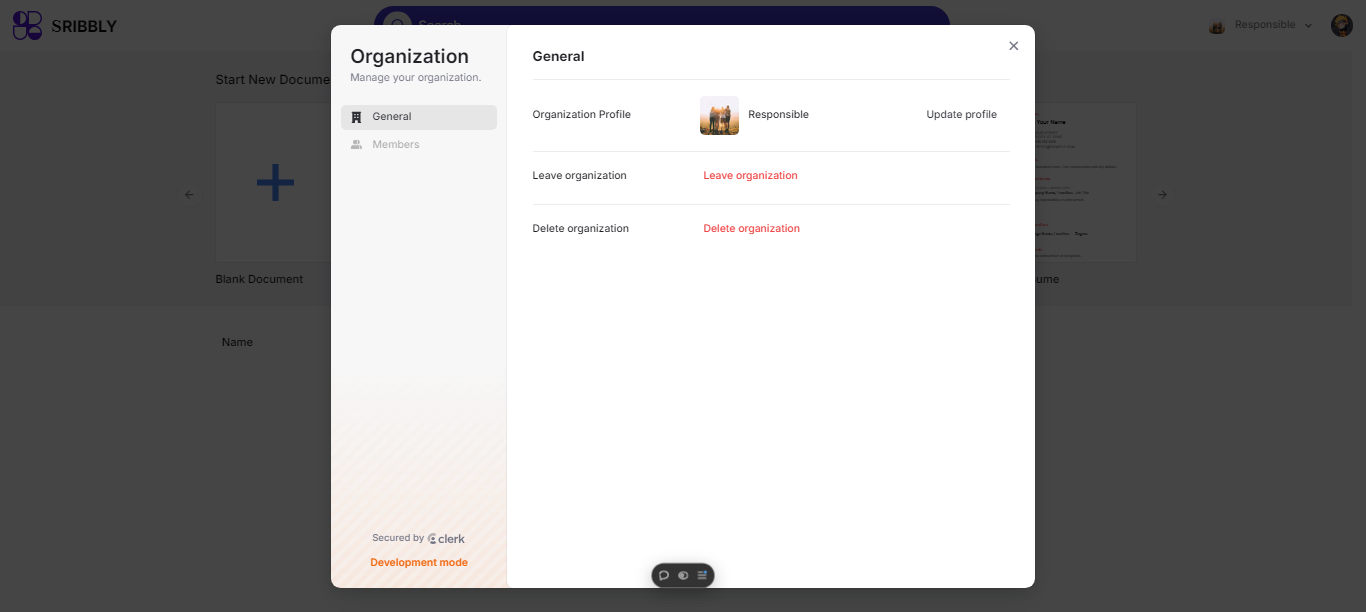 SRIBBLY
Search
Responsible
Start New Docume
Blank Document
ume
Your Name
Name
Organization
Manage your organization.
General
Members
Secured by clerk
Development mode
General
Organization Profile
Responsible
Update profile
Leave organization
Leave organization
Delete organization
Delete organization